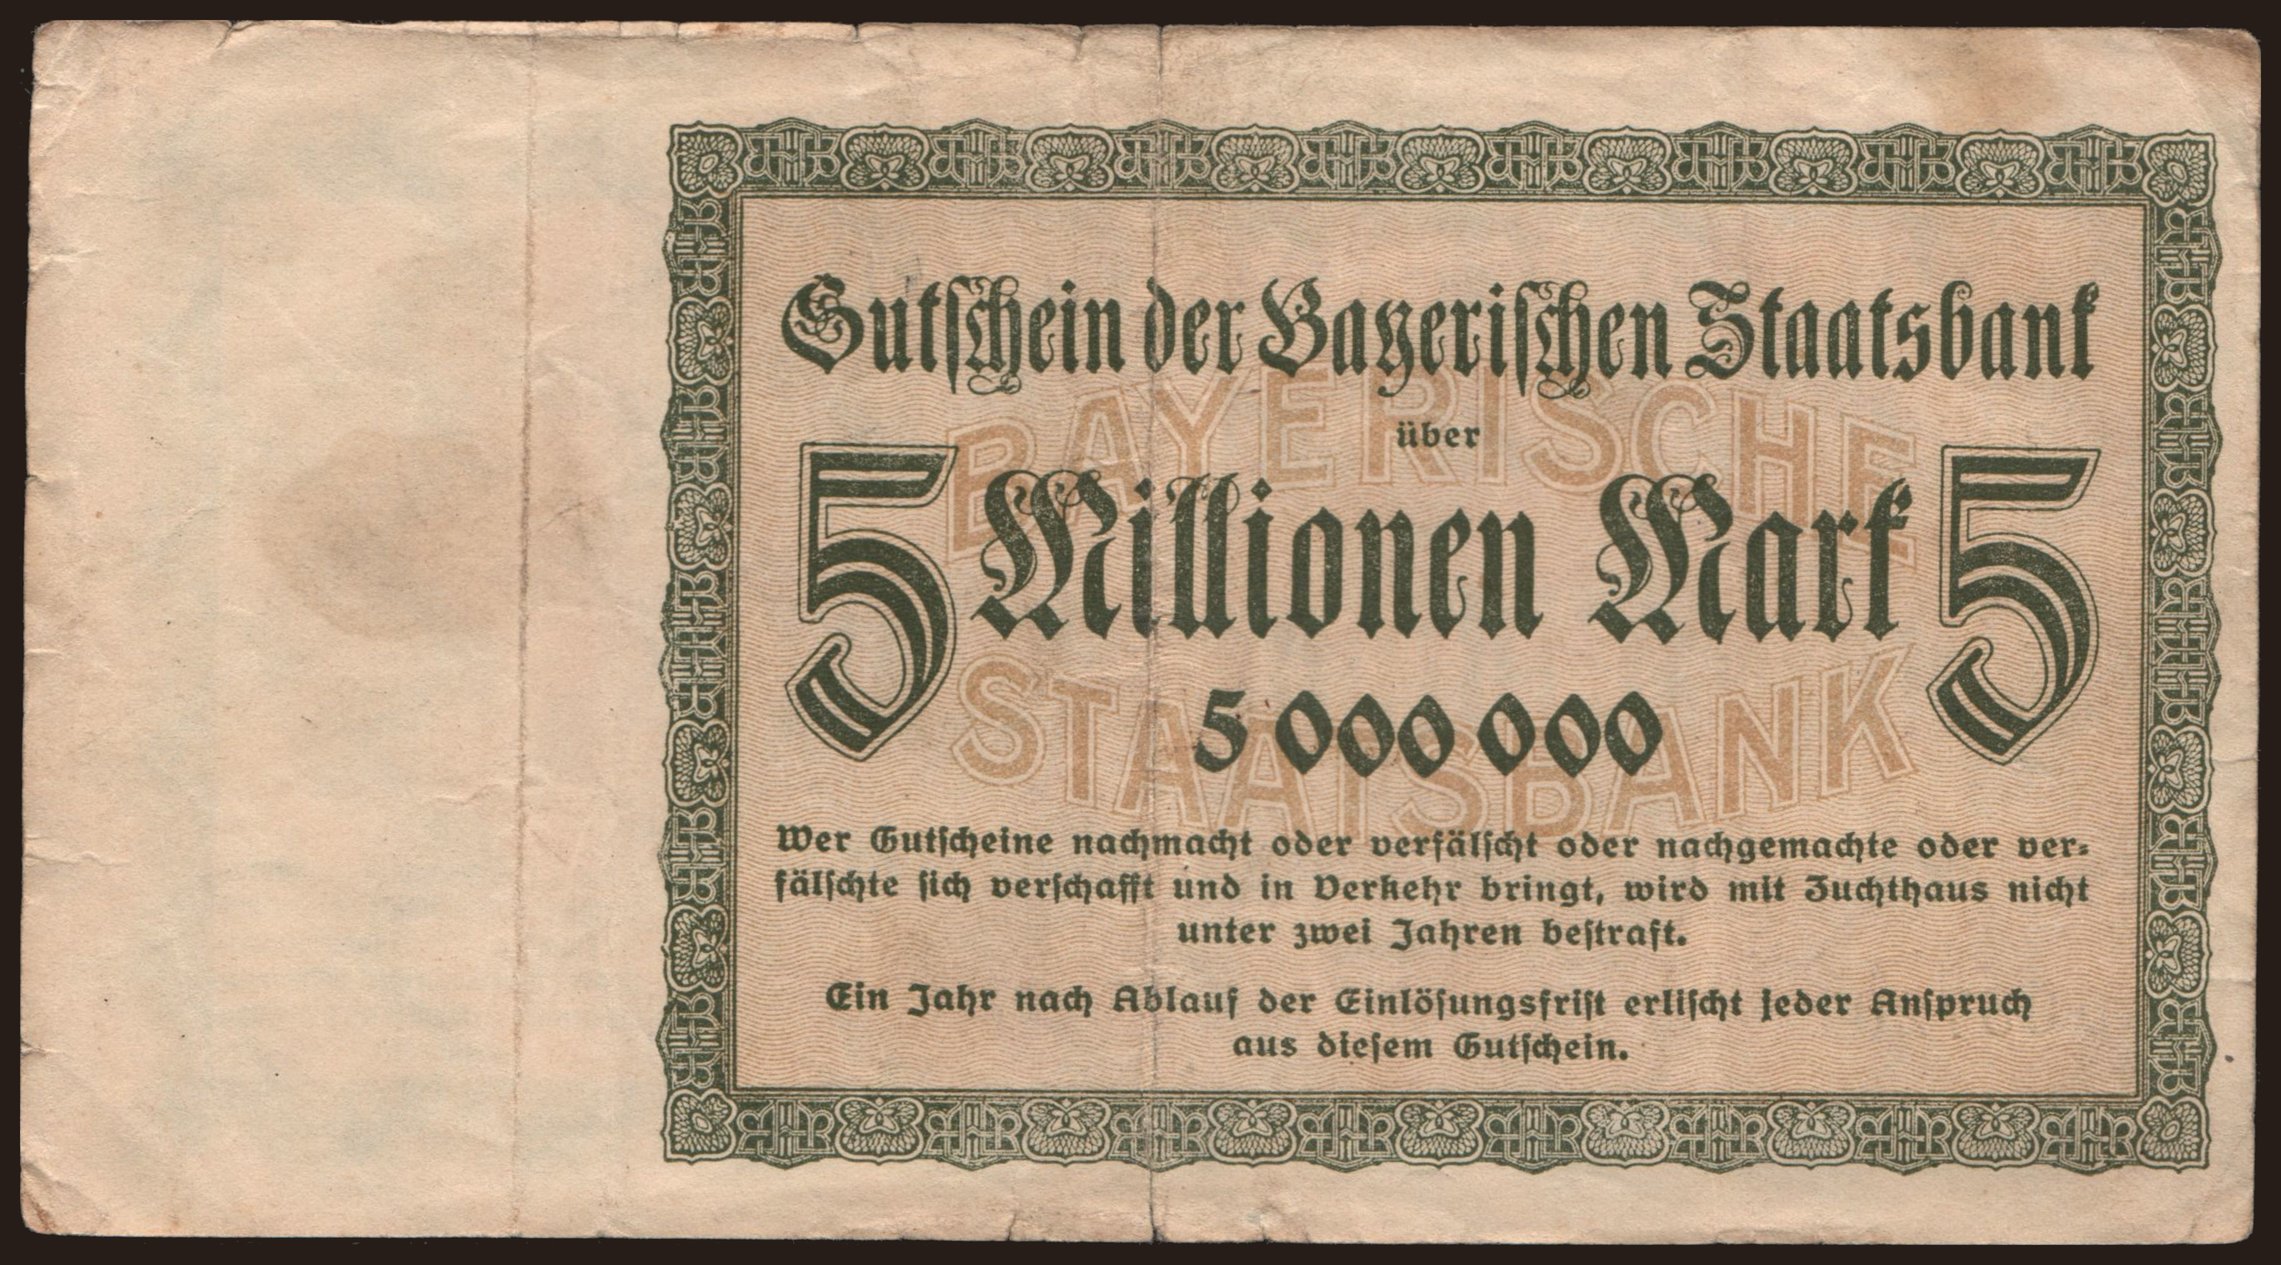 Gutschein der Bayerischen Staatsbank
über
5 Millionen Mark 5
5 000 000
BAYERISCHE
STAATSBANK
Wer Gutscheine nachmacht oder verfälscht oder nachgemachte oder ver-
fälschte sich verschafft und in Verkehr bringt, wird mit Zuchthaus nicht
unter zwei Jahren bestraft.
Ein Jahr nach Ablauf der Einlösungsfrist erlischt jeder Anspruch
aus diesem Gutschein.